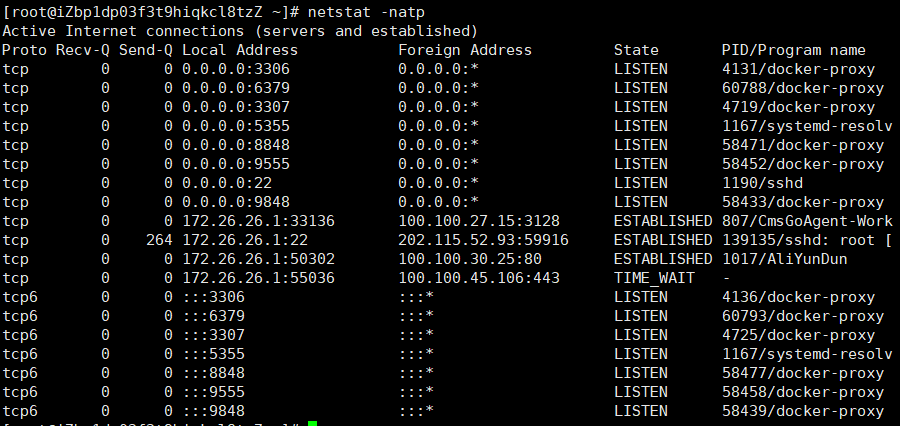 [root@iZbp1dp03f3t9hiqkcl8tzZ ~]# netstat -natp
Active Internet connections (servers and established)
Proto Recv-Q Send-Q Local Address           Foreign Address         State       PID/Program name
tcp        0      0 0.0.0.0:3306            0.0.0.0:*               LISTEN      4131/docker-proxy
tcp        0      0 0.0.0.0:6379            0.0.0.0:*               LISTEN      60788/docker-proxy
tcp        0      0 0.0.0.0:3307            0.0.0.0:*               LISTEN      4719/docker-proxy
tcp        0      0 0.0.0.0:5355            0.0.0.0:*               LISTEN      1167/systemd-resolv
tcp        0      0 0.0.0.0:8848            0.0.0.0:*               LISTEN      58471/docker-proxy
tcp        0      0 0.0.0.0:9555            0.0.0.0:*               LISTEN      58452/docker-proxy
tcp        0      0 0.0.0.0:22              0.0.0.0:*               LISTEN      1190/sshd
tcp        0      0 0.0.0.0:9848            0.0.0.0:*               LISTEN      58433/docker-proxy
tcp        0      0 172.26.26.1:33136       100.100.27.15:3128      ESTABLISHED 807/CmsGoAgent-Work
tcp        0    264 172.26.26.1:22          202.115.52.93:59916     ESTABLISHED 139135/sshd: root [
tcp        0      0 172.26.26.1:50302       100.100.30.25:80        ESTABLISHED 1017/AliYunDun
tcp        0      0 172.26.26.1:55036       100.100.45.106:443      TIME_WAIT   -
tcp6       0      0 :::3306                 :::*                    LISTEN      4136/docker-proxy
tcp6       0      0 :::6379                 :::*                    LISTEN      60793/docker-proxy
tcp6       0      0 :::3307                 :::*                    LISTEN      4725/docker-proxy
tcp6       0      0 :::5355                 :::*                    LISTEN      1167/systemd-resolv
tcp6       0      0 :::8848                 :::*                    LISTEN      58477/docker-proxy
tcp6       0      0 :::9555                 :::*                    LISTEN      58458/docker-proxy
tcp6       0      0 :::9848                 :::*                    LISTEN      58439/docker-proxy